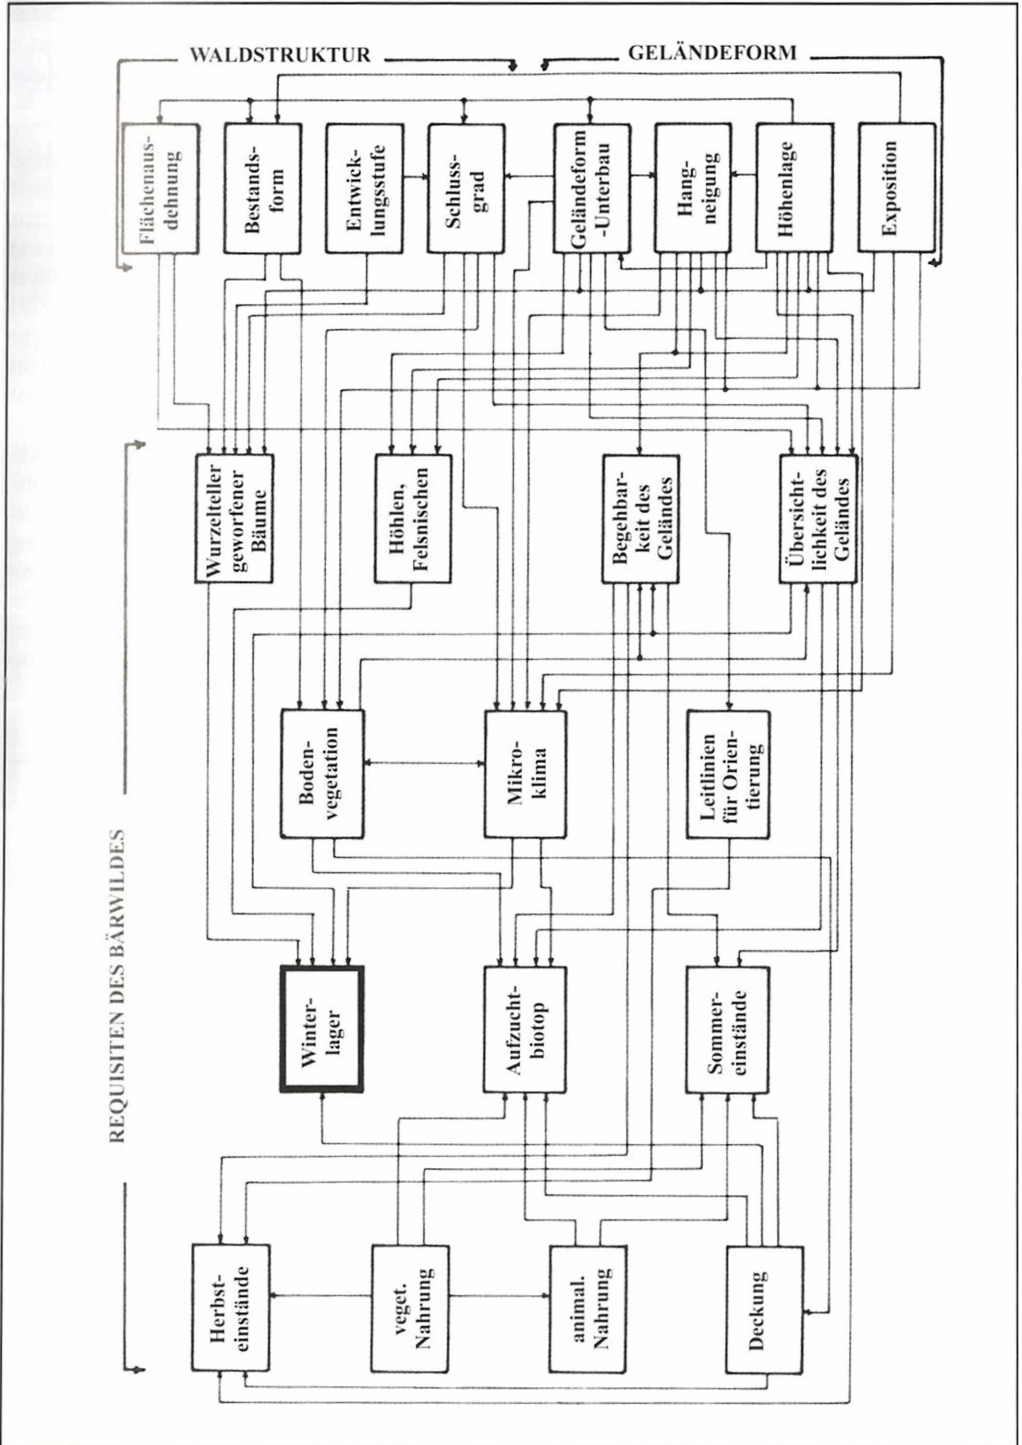 WALDSTRUKTUR
GELÄNDEFORM
Flächenaus-
dehnung
Bestands-
form
Entwick-
lungsstufe
Schluss-
grad
Geländeform
-Unterbau
Hang-
neigung
Höhenlage
Exposition
REQUISITEN DES BÄRWILDES
Wurzelteller
geworfener
Bäume
Höhlen,
Felsnischen
Begehbar-
keit des
Geländes
Übersicht-
lichkeit des
Geländes
Boden-
vegetation
Mikro-
klima
Leitlinien
für Orien-
tierung
Winter-
lager
Aufzucht-
biotop
Sommer-
einstände
Herbst-
einstände
veget.
Nahrung
animal.
Nahrung
Deckung